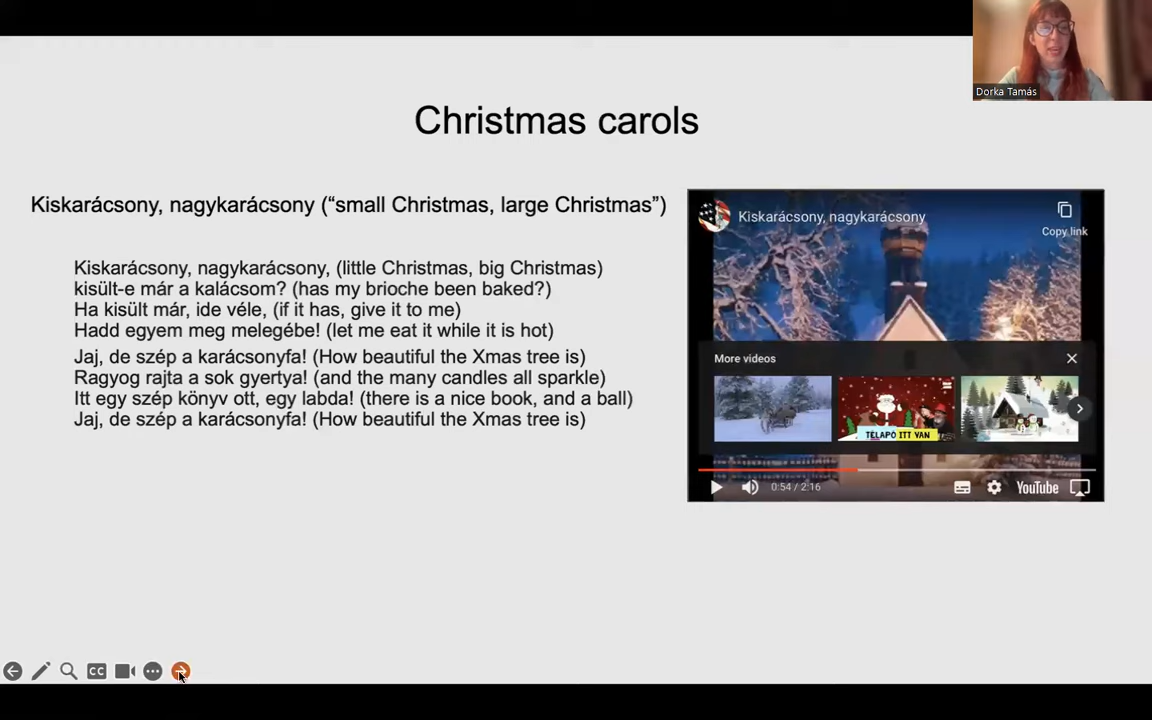 Dorka Tamás
Christmas carols
Kiskarácsony, nagykarácsony (“small Christmas, large Christmas”)
Kiskarácsony, nagykarácsony, (little Christmas, big Christmas)
kisült-e már a kalácsom? (has my brioche been baked?)
Ha kisült már, ide véle, (if it has, give it to me)
Hadd egyem meg melegébe! (let me eat it while it is hot)
Jaj, de szép a karácsonyfa! (How beautiful the Xmas tree is)
Ragyog rajta a sok gyertya! (and the many candles all sparkle)
Itt egy szép könyv ott, egy labda! (there is a nice book, and a ball)
Jaj, de szép a karácsonyfa! (How beautiful the Xmas tree is)
Kiskarácsony, nagykarácsony
Copy link
More videos
TELAPÓ ITT VAN
0:54 / 2:16
YouTube
CC